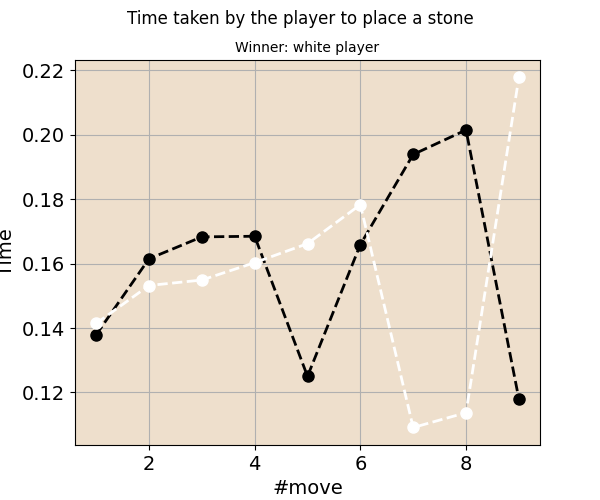 Time taken by the player to place a stone
Winner: white player
0.22
0.20
0.18
0.16
0.14
0.12
Time
2 4 6 8
#move